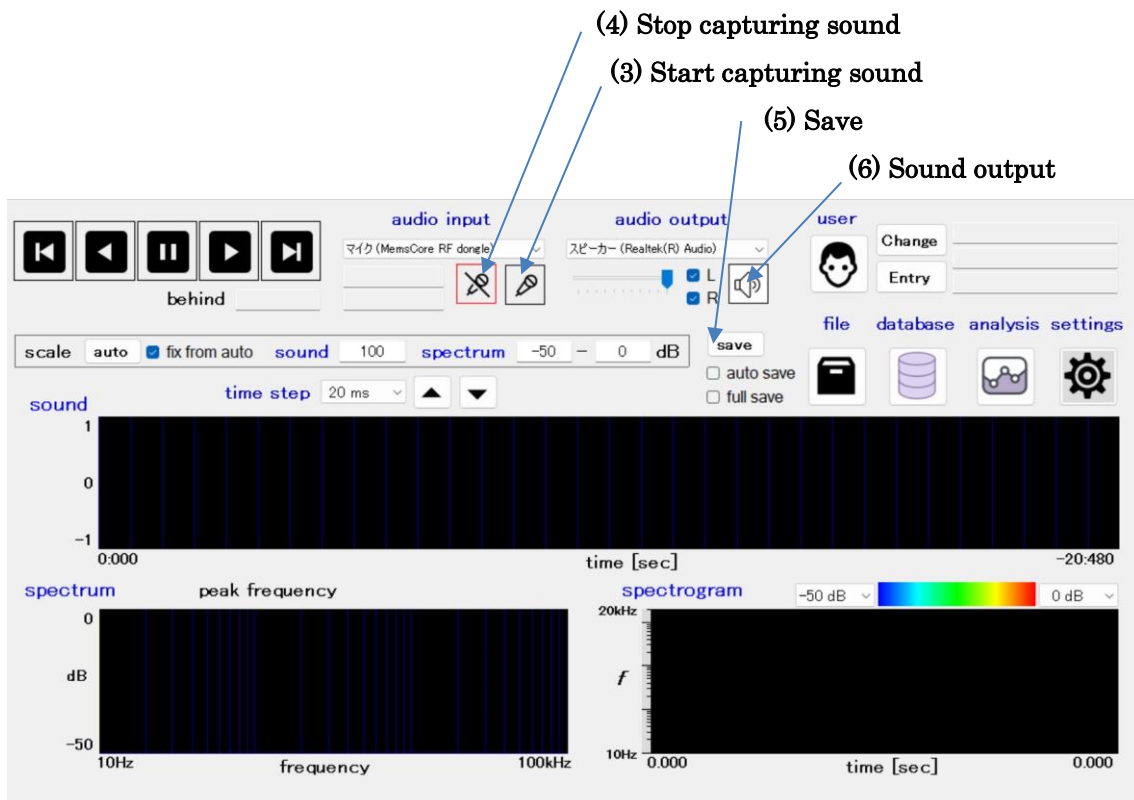 (4) Stop capturing sound
(3) Start capturing sound
(5) Save
(6) Sound output
audio input
audio output
user
マイク (MemsCore RF dongle)
スピーカー (Realtek(R) Audio)
Change
L
R
Entry
behind
file
database
analysis
settings
scale
auto
fix from auto
sound
100
spectrum
-50
-
0
dB
save
auto save
full save
time step
20 ms
sound
1
0
-1
0:000
time [sec]
-20:480
spectrum
peak frequency
0
dB
-50
10Hz
frequency
100kHz
spectrogram
-50 dB
0 dB
20kHz
f
10Hz
0.000
time [sec]
0.000